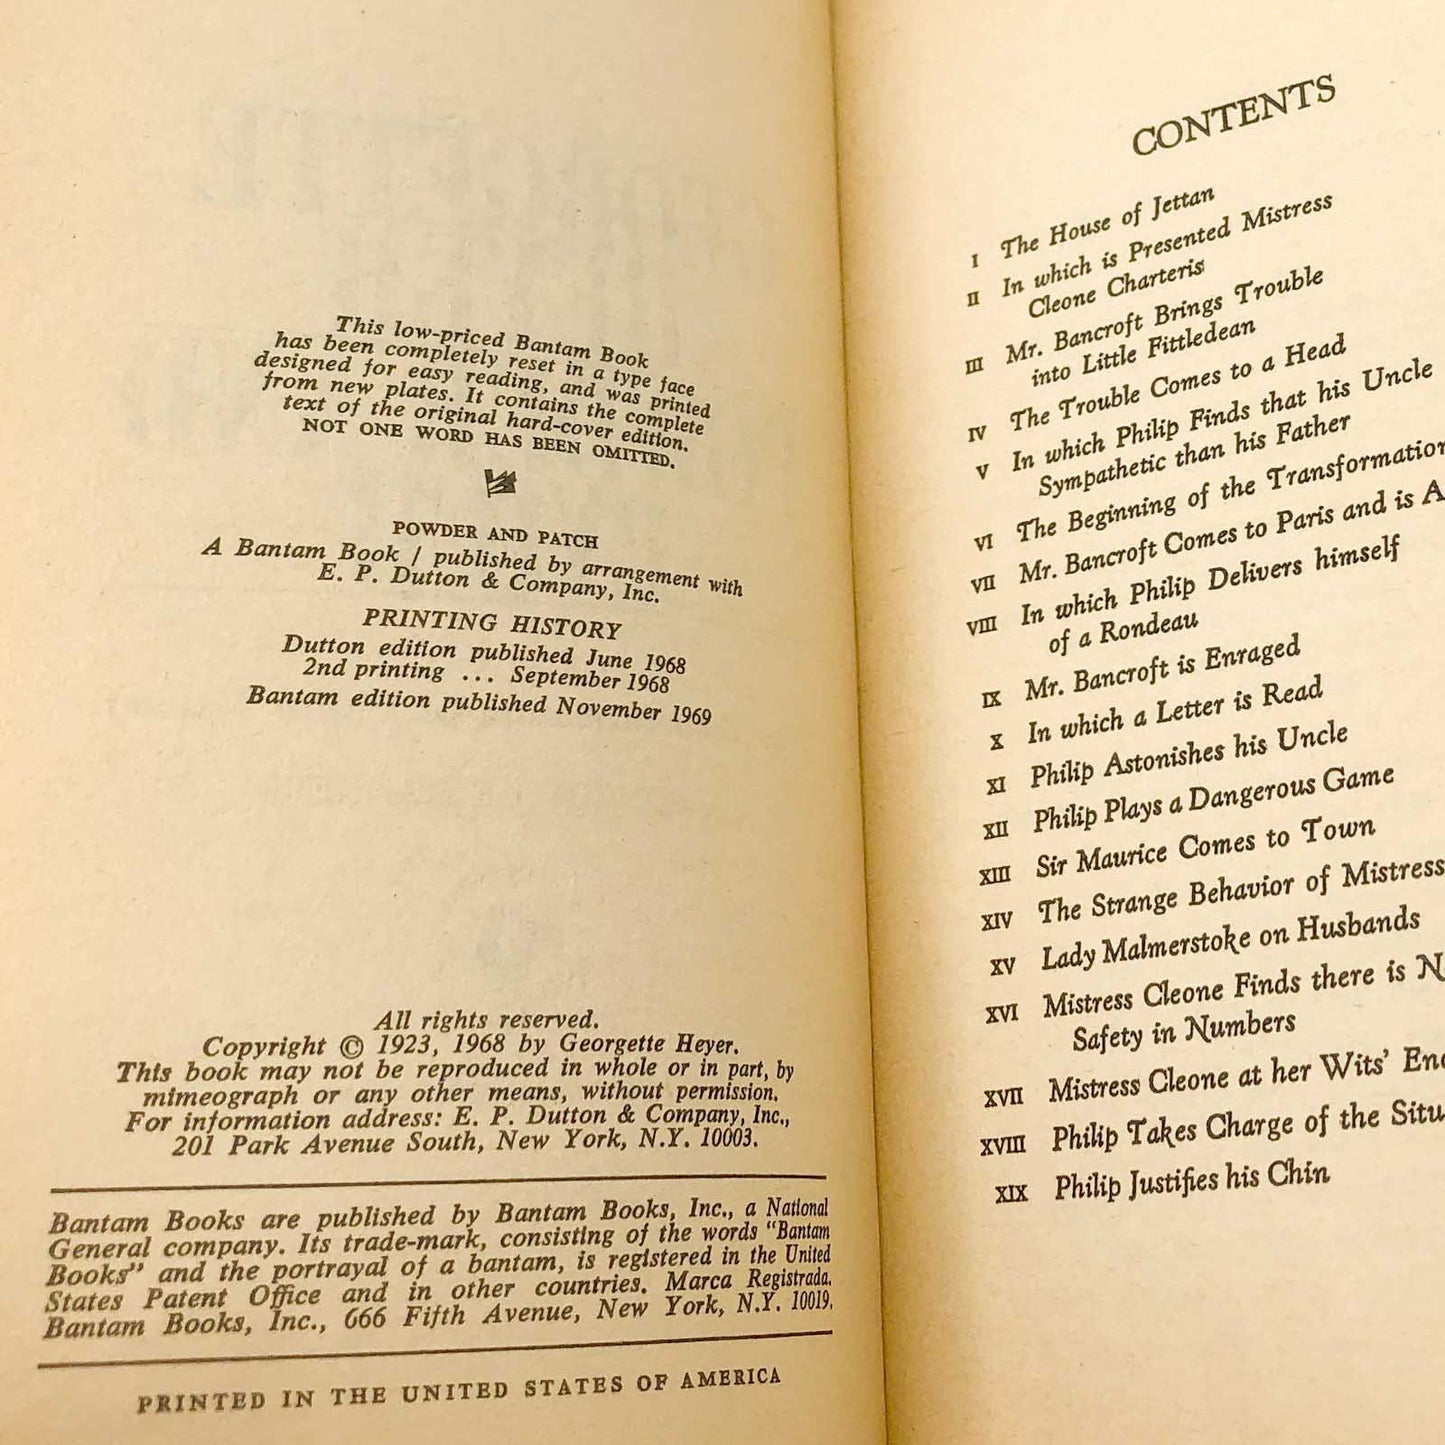 This low-priced Bantam Book
has been completely reset in a type face
designed for easy reading, and was printed
from new plates. It contains the complete
text of the original hard-cover edition.
NOT ONE WORD HAS BEEN OMITTED.
POWDER AND PATCH
A Bantam Book / published by arrangement with
E. P. Dutton & Company, Inc.
PRINTING HISTORY
Dutton edition published June 1968
2nd printing ... September 1968
Bantam edition published November 1969
All rights reserved.
Copyright © 1923, 1968 by Georgette Heyer.
This book may not be reproduced in whole or in part, by
mimeograph or any other means, without permission.
For information address: E. P. Dutton & Company, Inc.,
201 Park Avenue South, New York, N.Y. 10003.
Bantam Books are published by Bantam Books, Inc., a National
General company. Its trade-mark, consisting of the words "Bantam
Books" and the portrayal of a bantam, is registered in the United
States Patent Office and in other countries. Marca Registrada.
Bantam Books, Inc., 666 Fifth Avenue, New York, N.Y. 10019.
PRINTED IN THE UNITED STATES OF AMERICA
CONTENTS
I The House of Jettan
II In which is Presented Mistress
Cleone Charteris
III Mr. Bancroft Brings Trouble
into Little Fittledean
IV The Trouble Comes to a Head
V In which Philip Finds that his Uncle
Sympathetic than his Father
VI The Beginning of the Transformation
VII Mr. Bancroft Comes to Paris and is
VIII In which Philip Delivers himself
of a Rondeau
IX Mr. Bancroft is Enraged
X In which a Letter is Read
XI Philip Astonishes his Uncle
XII Philip Plays a Dangerous Game
XIII Sir Maurice Comes to Town
XIV The Strange Behavior of Mistress
XV Lady Malmerstoke on Husbands
XVI Mistress Cleone Finds there is
Safety in Numbers
XVII Mistress Cleone at her Wits'
XVIII Philip Takes Charge of the
XIX Philip Justifies his Chin